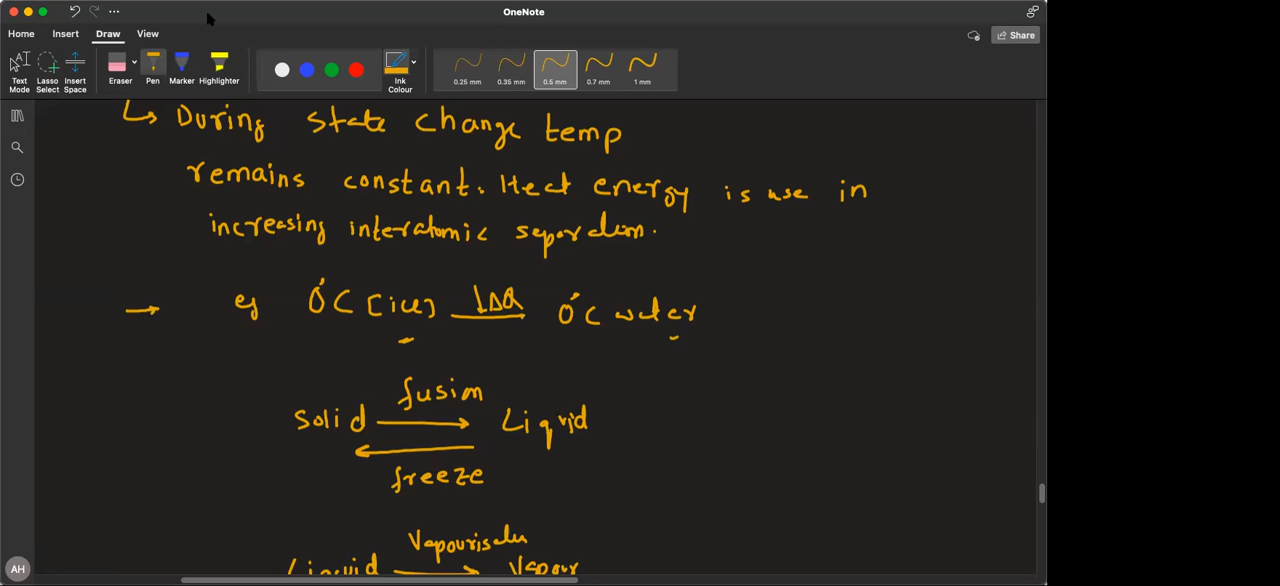 OneNote
Home Insert Draw View
Share
Text Mode
Lasso Select
Insert Space
Eraser
Pen
Marker
Highlighter
Ink Colour
0.25 mm
0.35 mm
0.5 mm
0.7 mm
1 mm
↳ During state change temp
remains constant. Heat energy is use in
increasing interatomic separation.
→ eg 0°C [ice] ↓ΔQ 0°C water
fusion
Solid → Liquid
←
freeze
Liquid → Vapour
AH